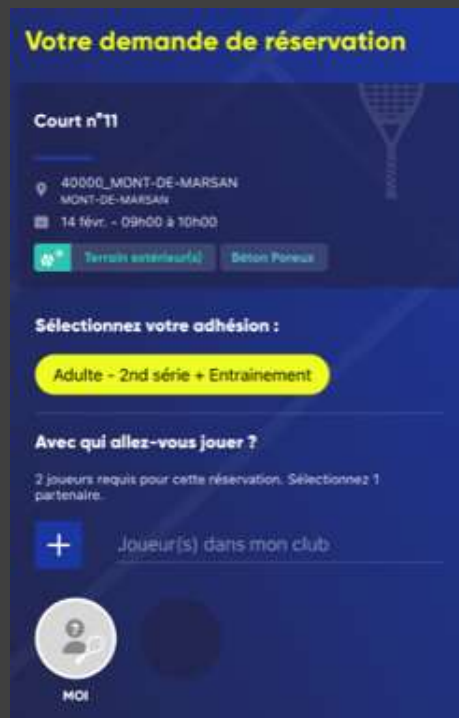 Votre demande de réservation
Court n°11
40000_MONT-DE-MARSAN
MONT-DE-MARSAN
14 févr. - 09h00 à 10h00
Terrain extérieur(s)
Béton Poreux
Sélectionnez votre adhésion :
Adulte - 2nd série + Entrainement
Avec qui allez-vous jouer ?
2 joueurs requis pour cette réservation. Sélectionnez 1
partenaire.
+
Joueur(s) dans mon club
?
MOI